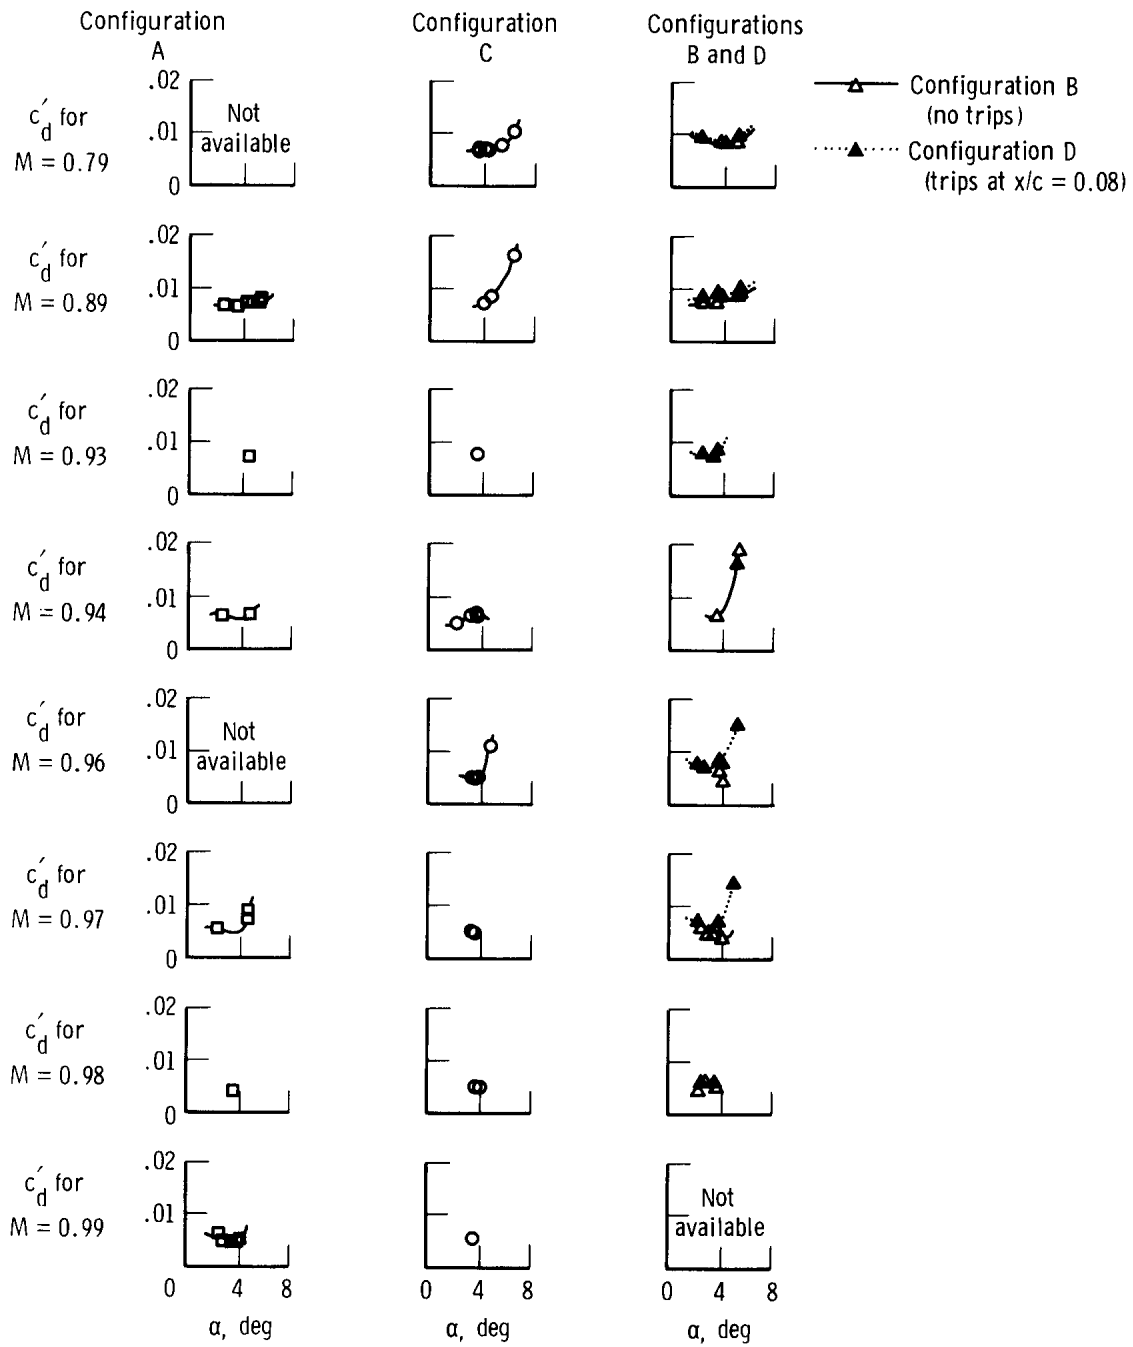 Configuration A
Configuration C
Configurations B and D
Configuration B (no trips)
Configuration D (trips at x/c = 0.08)
c′d for M = 0.79
.02
.01
0
Not available
c′d for M = 0.89
.02
.01
0
c′d for M = 0.93
.02
.01
0
c′d for M = 0.94
.02
.01
0
c′d for M = 0.96
.02
.01
0
Not available
c′d for M = 0.97
.02
.01
0
c′d for M = 0.98
.02
.01
0
c′d for M = 0.99
.02
.01
Not available
0 4 8
0 4 8
0 4 8
α, deg
α, deg
α, deg